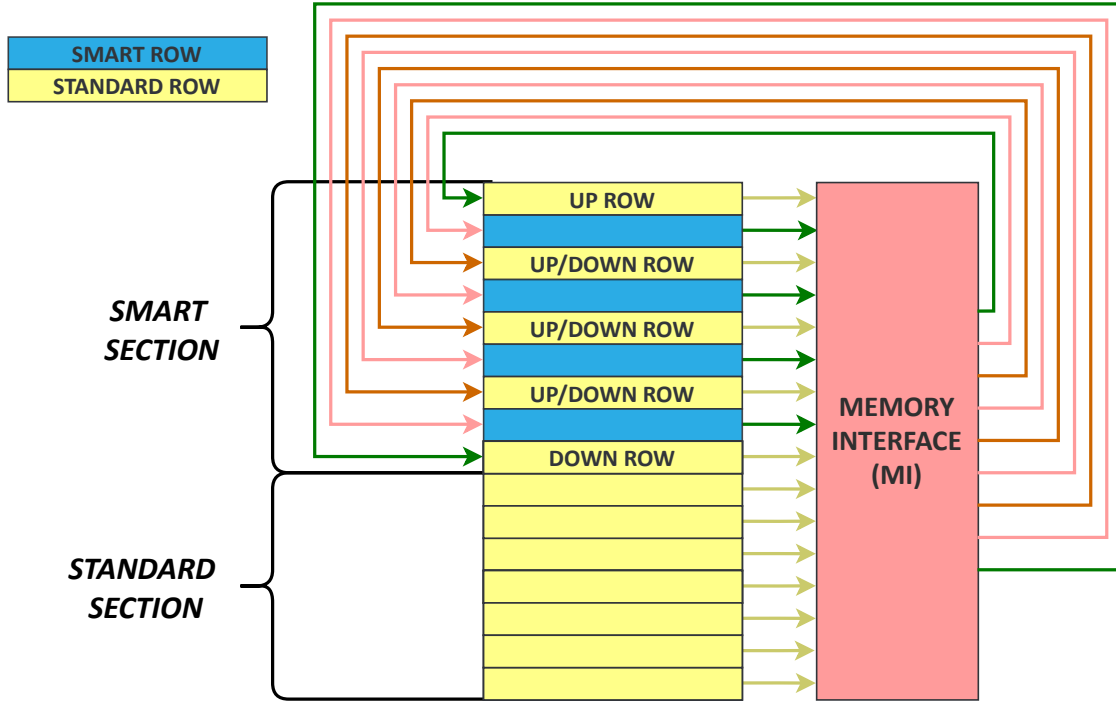 SMART ROW
STANDARD ROW
UP ROW
UP/DOWN ROW
UP/DOWN ROW
UP/DOWN ROW
DOWN ROW
SMART
SECTION
STANDARD
SECTION
MEMORY
INTERFACE
(MI)